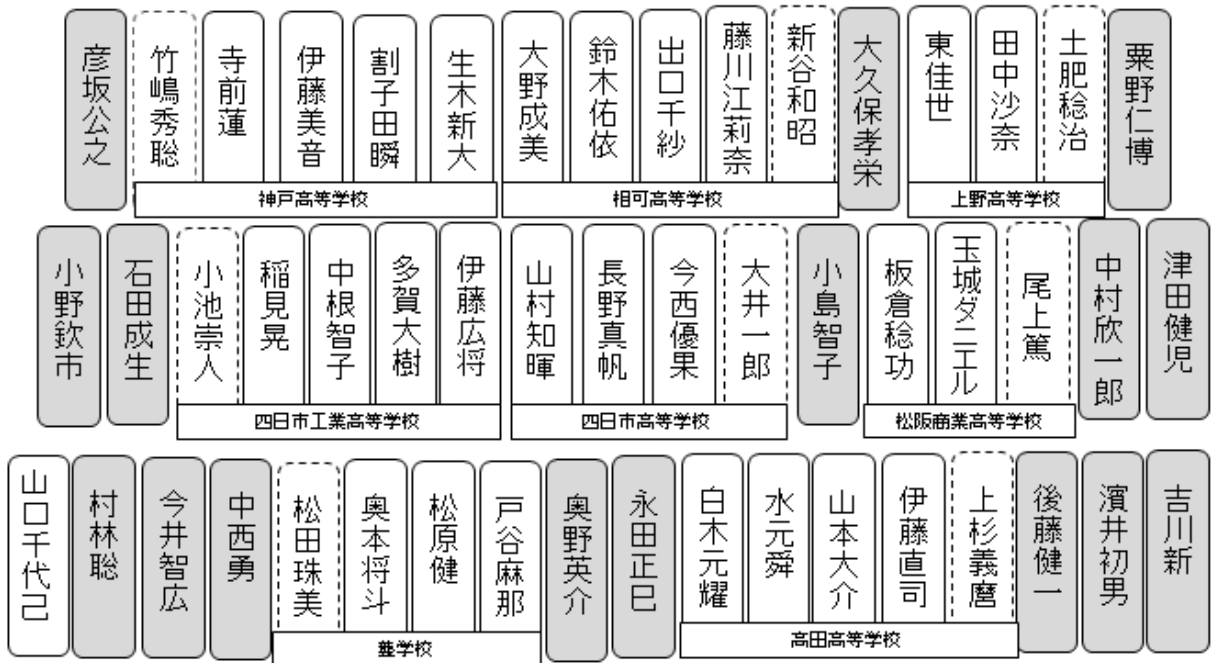 彦坂公之
竹嶋秀聡
寺前蓮
伊藤美音
割子田瞬
生木新大
大野成美
鈴木佑依
出口千紗
藤川江莉奈
新谷和昭
大久保孝栄
東佳世
田中沙奈
土肥稔治
粟野仁博
神戸高等学校
相可高等学校
上野高等学校
小野欽市
石田成生
小池崇人
稲見晃
中根智子
多賀大樹
伊藤広将
山村知暉
長野真帆
今西優果
大井一郎
小島智子
板倉稔功
玉城ダニエル
尾上篤
中村欣一郎
津田健児
四日市工業高等学校
四日市高等学校
松阪商業高等学校
山口千代己
村林聡
今井智広
中西勇
松田珠美
奥本将斗
松原健
戸谷麻那
奥野英介
永田正巳
白木元耀
水元舜
山本大介
伊藤直司
上杉義麿
後藤健一
濱井初男
吉川新
聾学校
高田高等学校